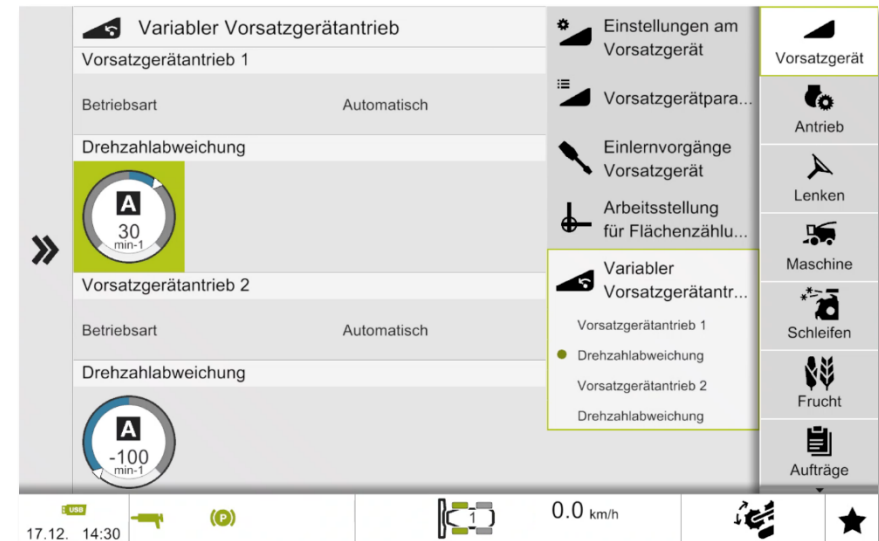 Variabler Vorsatzgerätantrieb
Vorsatzgerätantrieb 1
Betriebsart Automatisch
Drehzahlabweichung
A
30
min-1
Vorsatzgerätantrieb 2
Betriebsart Automatisch
Drehzahlabweichung
A
-100
min-1
Einstellungen am
Vorsatzgerät
Vorsatzgerätpara...
Einlernvorgänge
Vorsatzgerät
Arbeitsstellung
für Flächenzählu...
Variabler
Vorsatzgerätantr...
Vorsatzgerätantrieb 1
Drehzahlabweichung
Vorsatzgerätantrieb 2
Drehzahlabweichung
Vorsatzgerät
Antrieb
Lenken
Maschine
Schleifen
Frucht
Aufträge
USB
17.12. 14:30
(P)
1
0.0 km/h